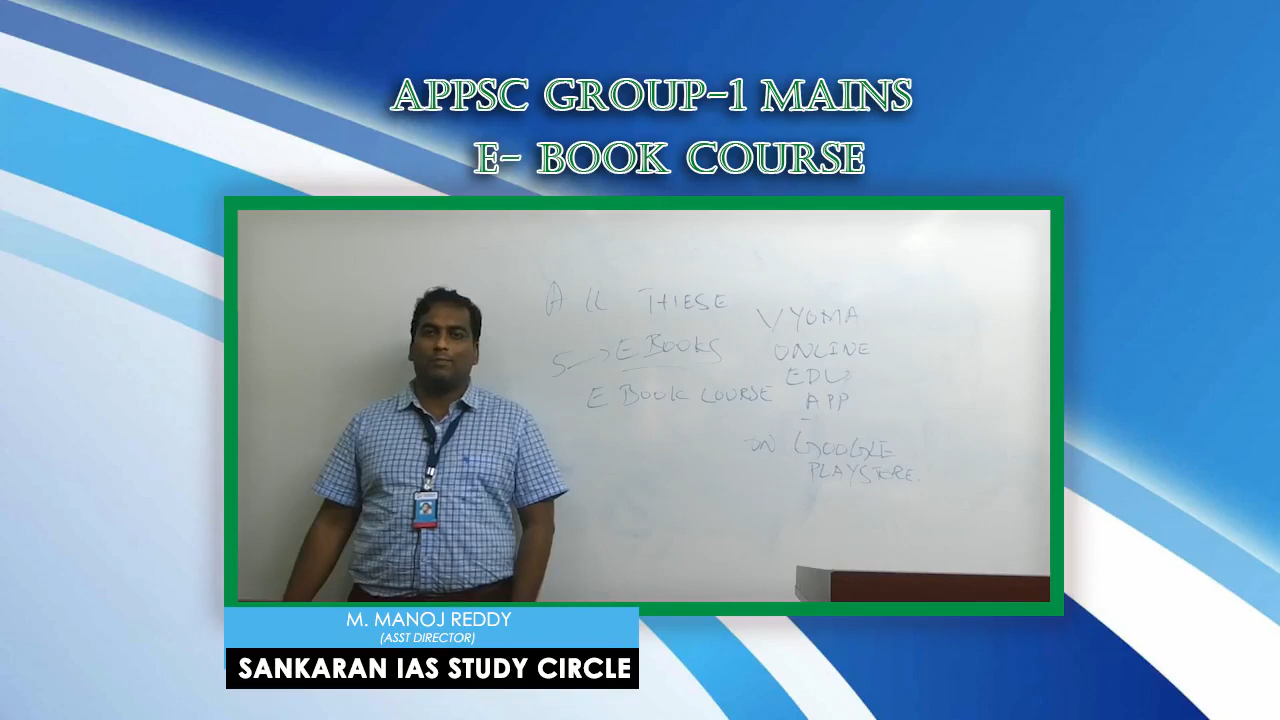 APPSC GROUP-1 MAINS
E- BOOK COURSE
All THESE
5 → E BOOKS
E BOOK COURSE
VYOMA
ONLINE
EDU
APP
ON GOOGLE
PLAYSTORE.
M. MANOJ REDDY
(ASST DIRECTOR)
SANKARAN IAS STUDY CIRCLE